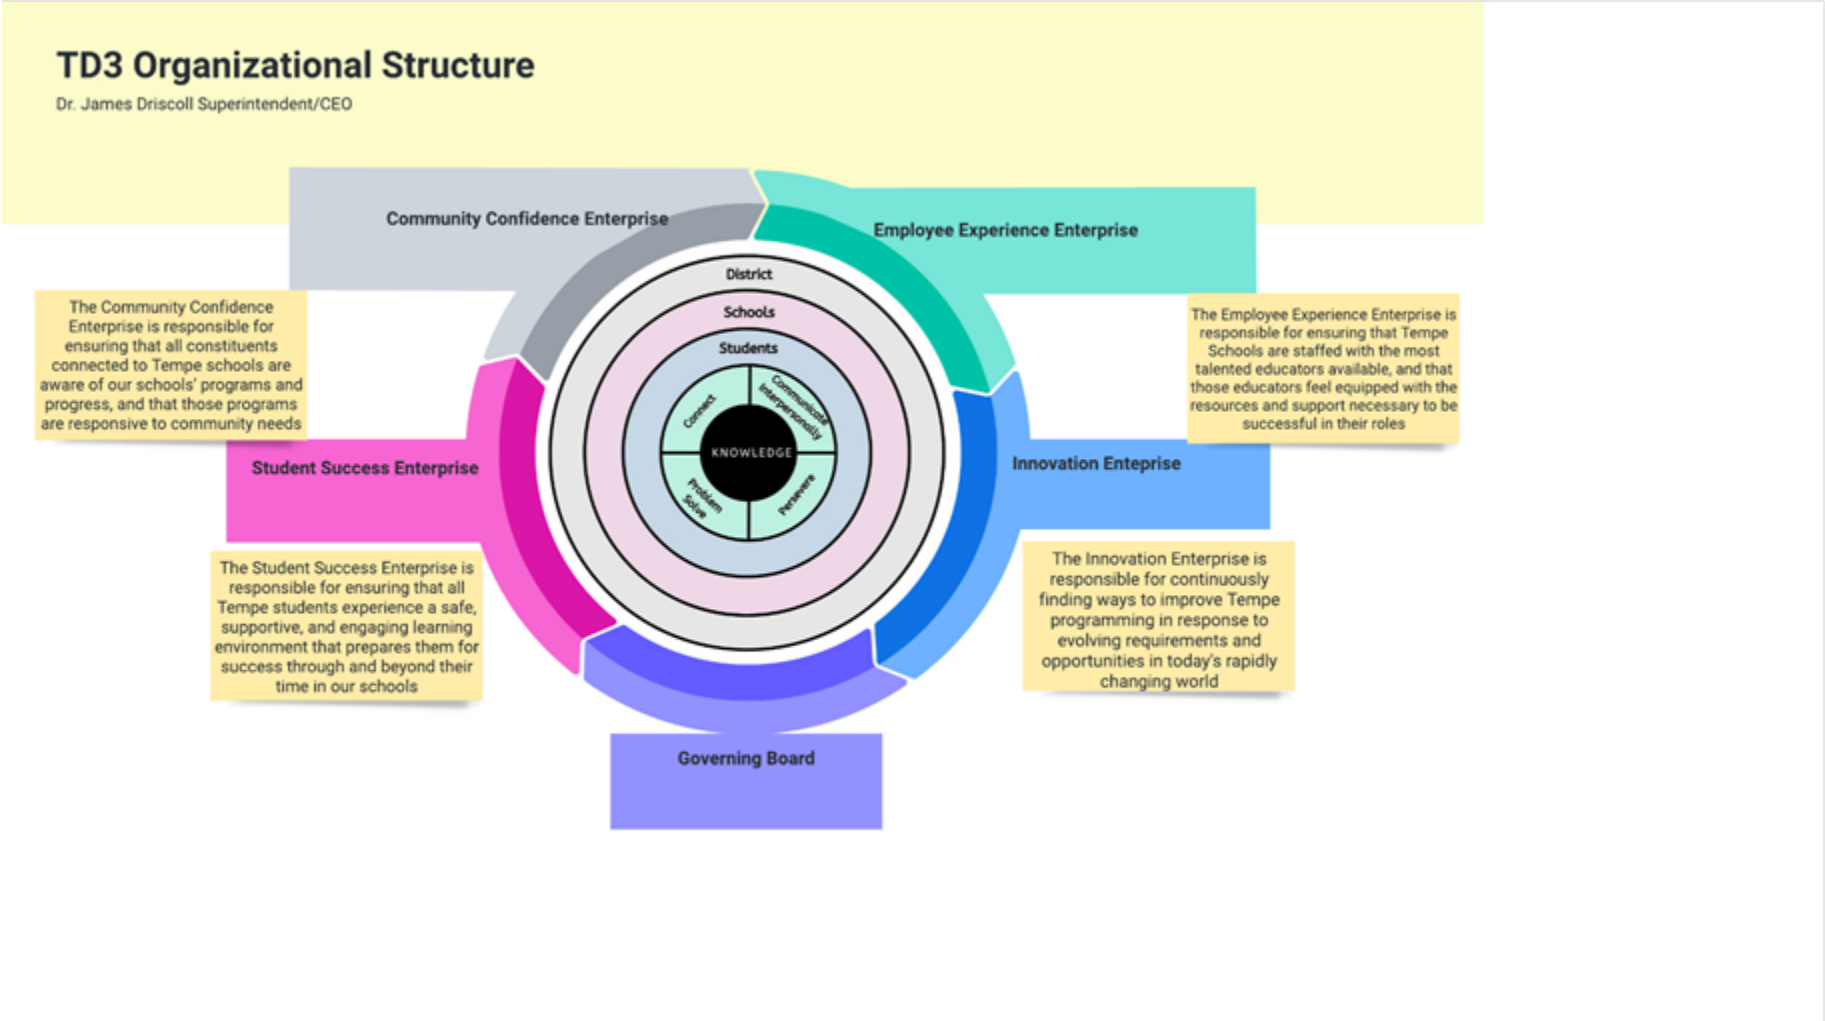 TD3 Organizational Structure
Dr. James Driscoll Superintendent/CEO
Community Confidence Enterprise
Employee Experience Enterprise
The Community Confidence
Enterprise is responsible for
ensuring that all constituents
connected to Tempe schools are
aware of our schools' programs and
progress, and that those programs
are responsive to community needs
The Employee Experience Enterprise is
responsible for ensuring that Tempe
Schools are staffed with the most
talented educators available, and that
those educators feel equipped with the
resources and support necessary to be
successful in their roles
District
Schools
Students
Connect
Communicate
Interpersonally
KNOWLEDGE
Problem
Solve
Persevere
Student Success Enterprise
Innovation Enteprise
The Student Success Enterprise is
responsible for ensuring that all
Tempe students experience a safe,
supportive, and engaging learning
environment that prepares them for
success through and beyond their
time in our schools
The Innovation Enterprise is
responsible for continuously
finding ways to improve Tempe
programming in response to
evolving requirements and
opportunities in today's rapidly
changing world
Governing Board